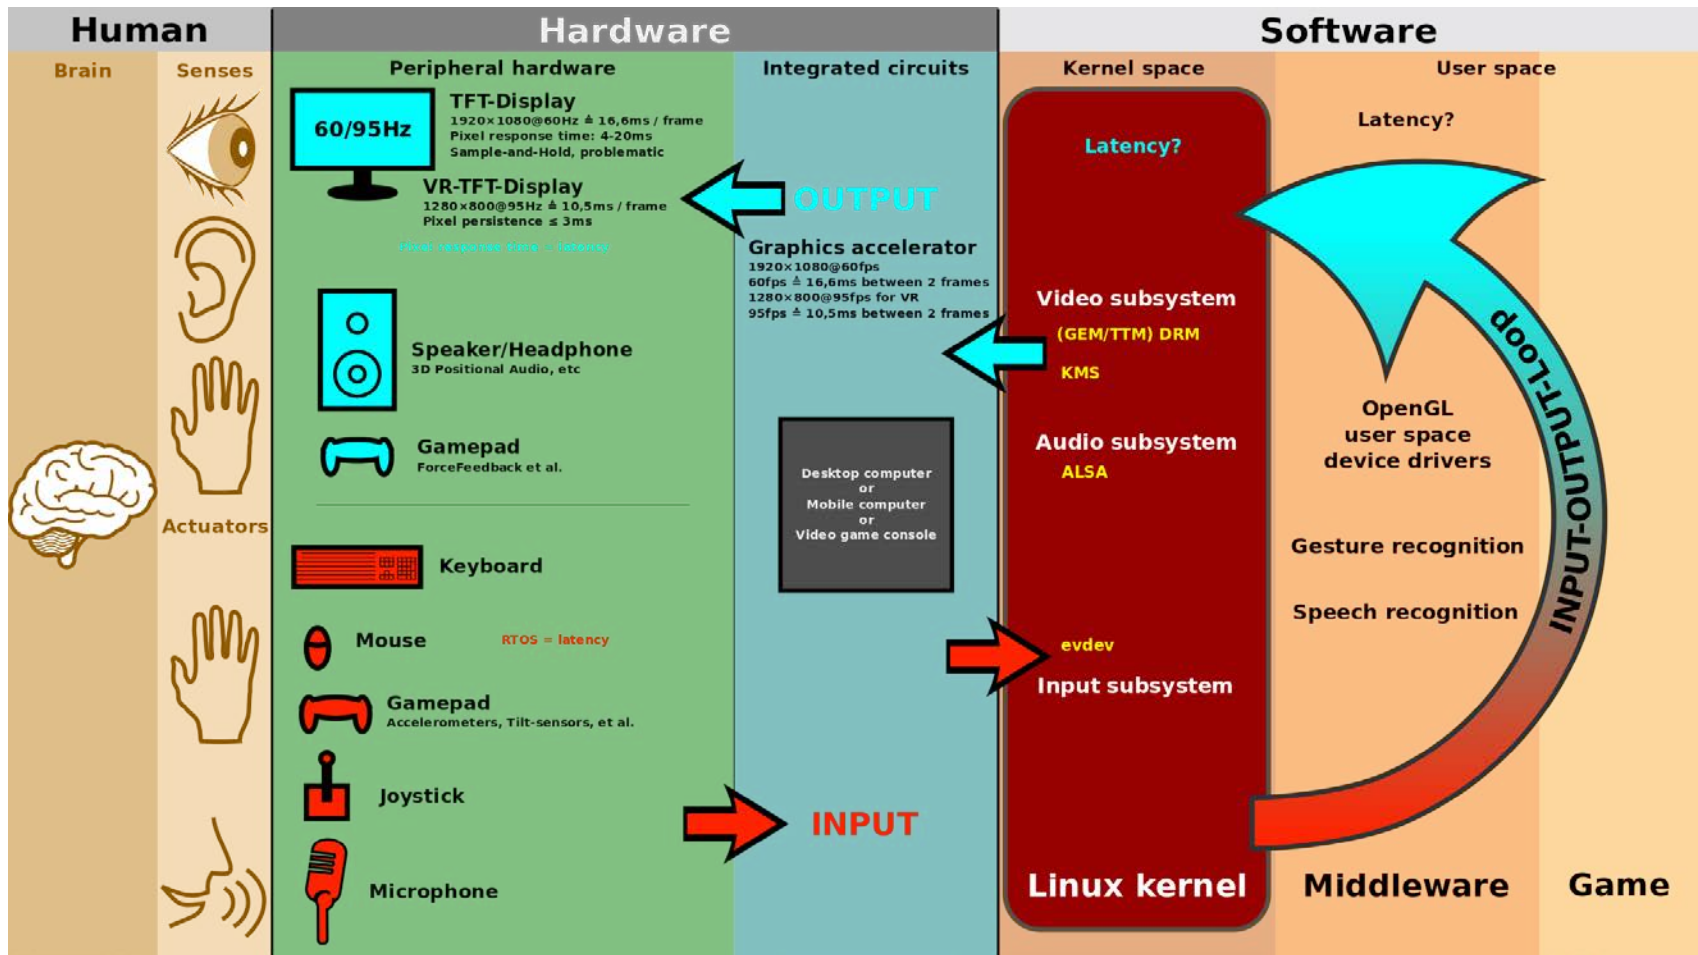 Human
Hardware
Software
Brain
Senses
Peripheral hardware
Integrated circuits
Kernel space
User space
60/95Hz
TFT-Display
1920×1080@60Hz ≙ 16,6ms / frame
Pixel response time: 4-20ms
Sample-and-Hold, problematic
VR-TFT-Display
1280×800@95Hz ≙ 10,5ms / frame
Pixel persistence ≤ 3ms
Pixel response time = latency
OUTPUT
Graphics accelerator
1920×1080@60fps
60fps ≙ 16,6ms between 2 frames
1280×800@95fps for VR
95fps ≙ 10,5ms between 2 frames
Speaker/Headphone
3D Positional Audio, etc
Gamepad
ForceFeedback et al.
Actuators
Keyboard
Mouse
RTOS = latency
Gamepad
Accelerometers, Tilt-sensors, et al.
Joystick
Microphone
Desktop computer
or
Mobile computer
or
Video game console
INPUT
Latency?
Video subsystem
(GEM/TTM) DRM
KMS
Audio subsystem
ALSA
evdev
Input subsystem
Linux kernel
Latency?
OpenGL
user space
device drivers
Gesture recognition
Speech recognition
INPUT-OUTPUT-Loop
Middleware
Game